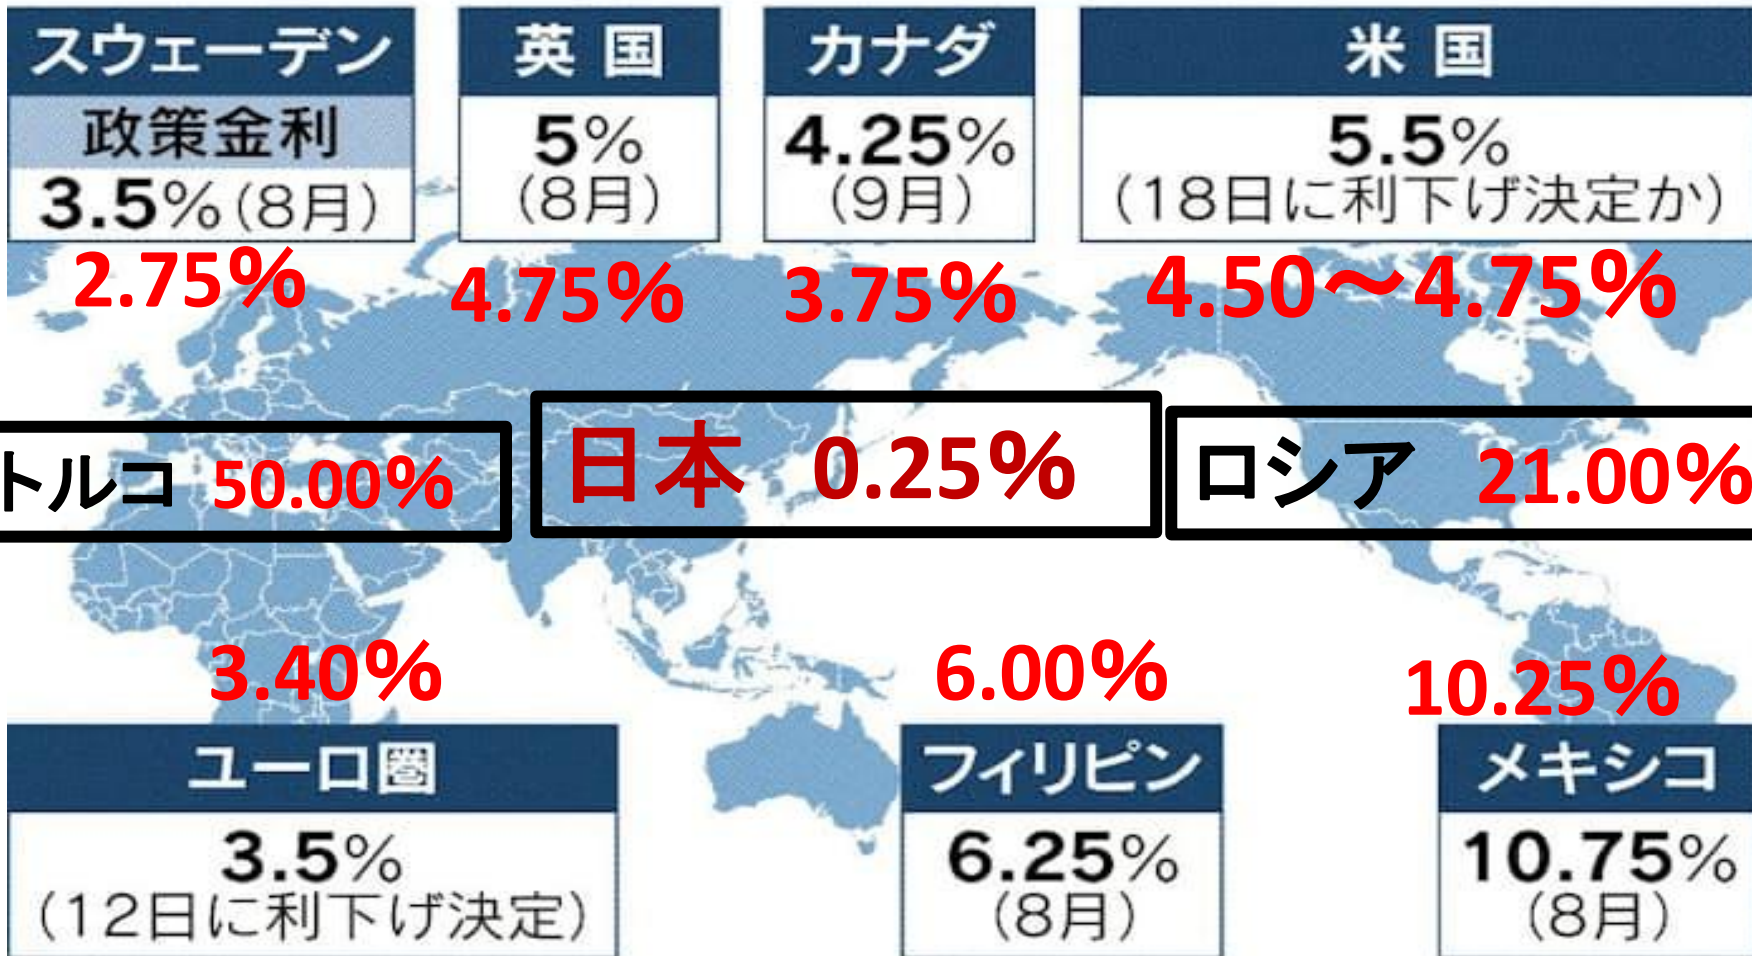 スウェーデン
政策金利
3.5%(8月)
2.75%
英国
5%
(8月)
4.75%
カナダ
4.25%
(9月)
3.75%
米国
5.5%
(18日に利下げ決定か)
4.50～4.75%
トルコ 50.00%
日本 0.25%
ロシア 21.00%
3.40%
ユーロ圏
3.5%
(12日に利下げ決定)
6.00%
フィリピン
6.25%
(8月)
10.25%
メキシコ
10.75%
(8月)